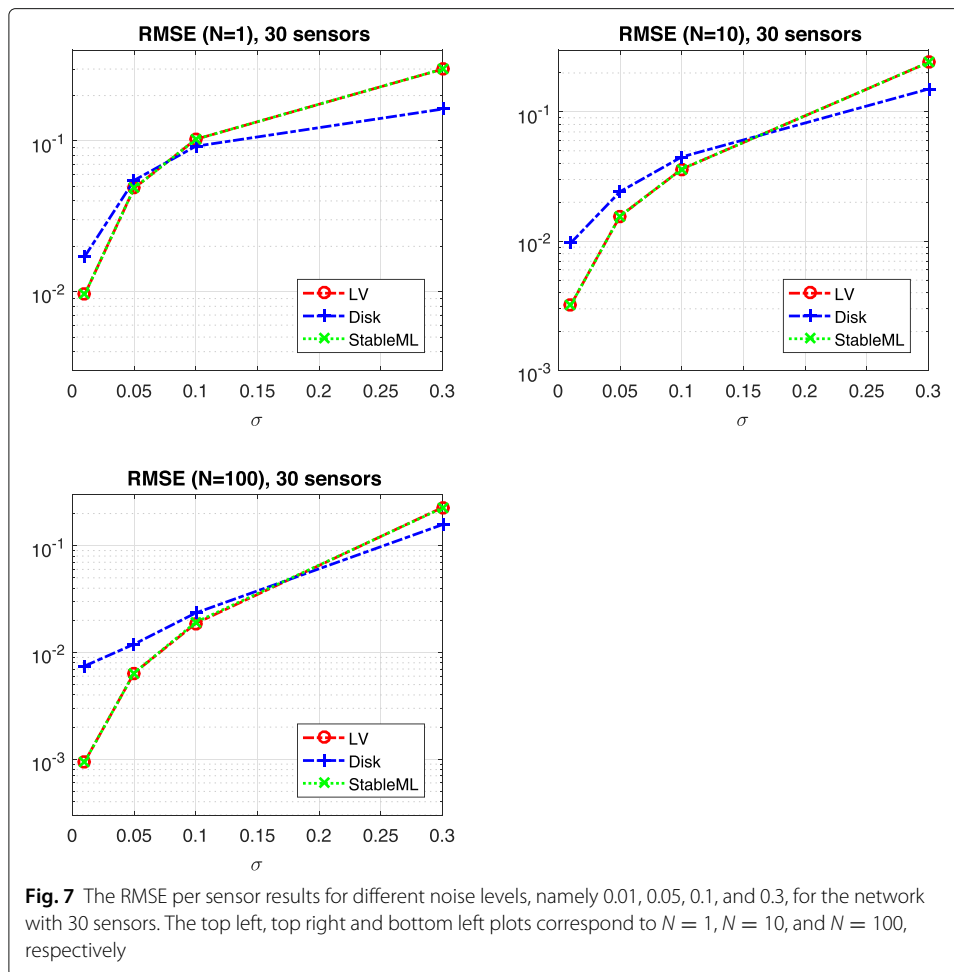 RMSE (N=1), 30 sensors
10-1
10-2
0 0.05 0.1 0.15 0.2 0.25 0.3
σ
LV
Disk
StableML
RMSE (N=10), 30 sensors
10-1
10-2
10-3
0 0.05 0.1 0.15 0.2 0.25 0.3
σ
LV
Disk
StableML
RMSE (N=100), 30 sensors
10-1
10-2
10-3
0 0.05 0.1 0.15 0.2 0.25 0.3
σ
LV
Disk
StableML
Fig. 7 The RMSE per sensor results for different noise levels, namely 0.01, 0.05, 0.1, and 0.3, for the network
with 30 sensors. The top left, top right and bottom left plots correspond to N = 1, N = 10, and N = 100,
respectively